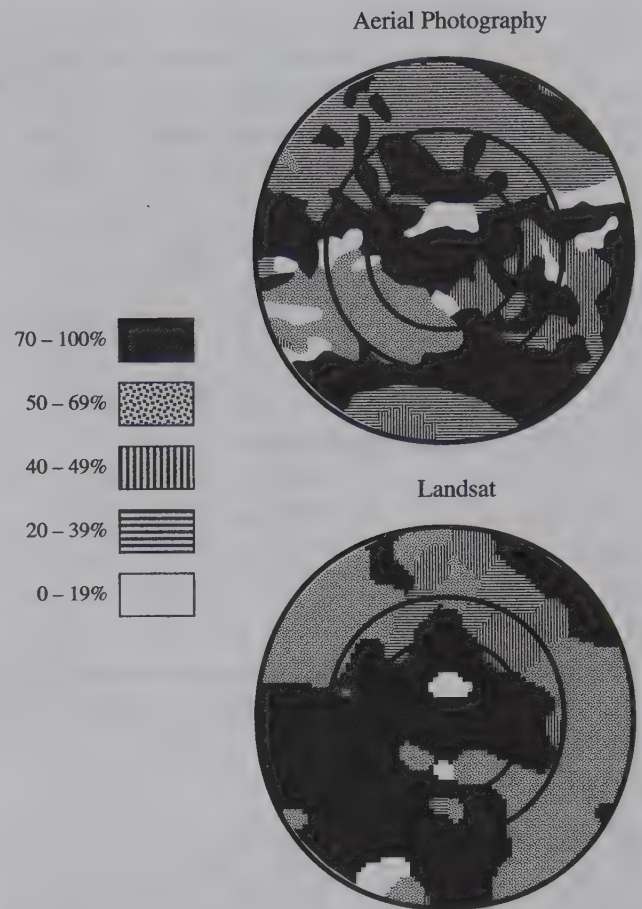 Aerial Photography
70 – 100%
50 – 69%
40 – 49%
20 – 39%
0 – 19%
Landsat